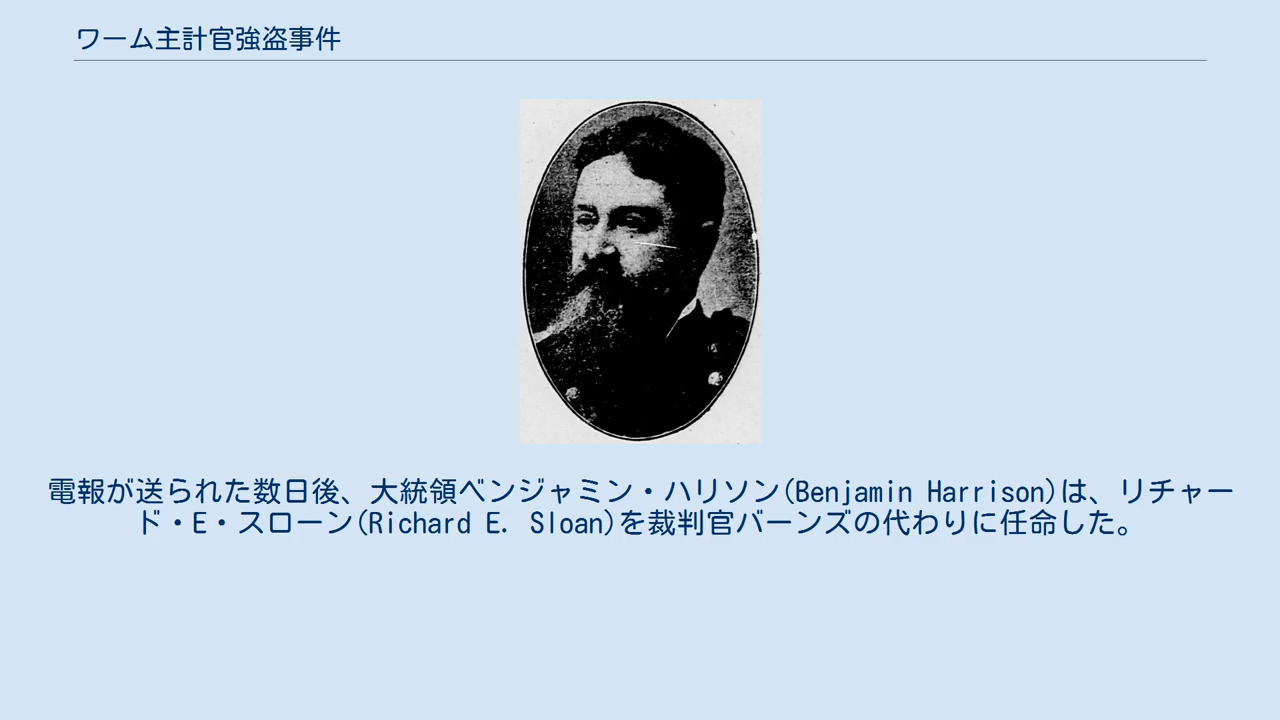 ワーム主計官強盗事件
電報が送られた数日後、大統領ベンジャミン・ハリソン(Benjamin Harrison)は、リチャー
ド・E・スローン(Richard E. Sloan)を裁判官バーンズの代わりに任命した。